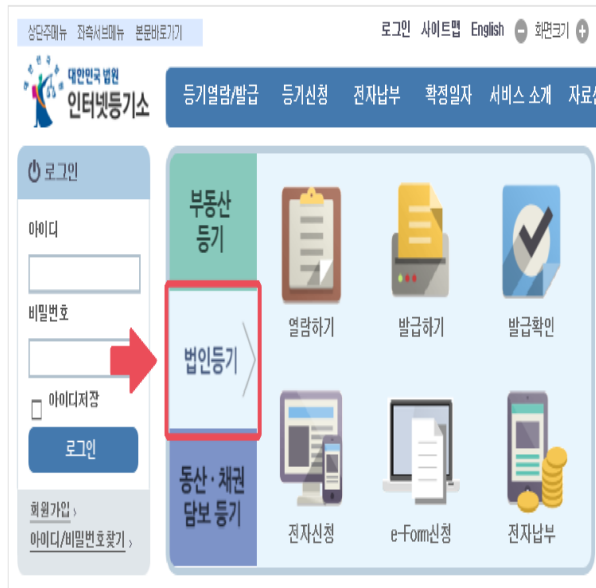 상단주메뉴 좌측서브메뉴 본문바로가기
로그인 사이트맵 English 화면크기
대한민국 법원
인터넷등기소
등기열람/발급 등기신청 전자납부 확정일자 서비스 소개
로그인
아이디
비밀번호
아이디저장
로그인
회원가입 >
아이디/비밀번호찾기 >
부동산
등기
법인등기
동산·채권
담보 등기
열람하기 발급하기 발급확인
전자신청 e-Form신청 전자납부